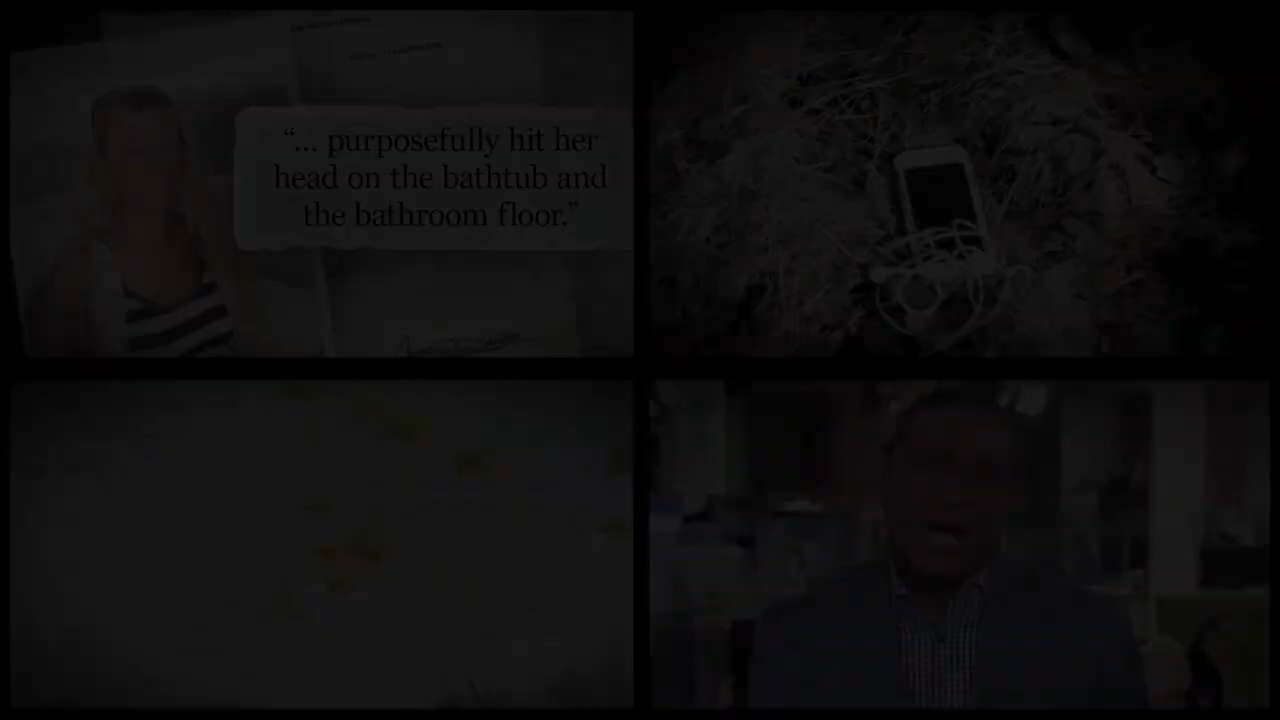 “... purposefully hit her
head on the bathtub and
the bathroom floor.”